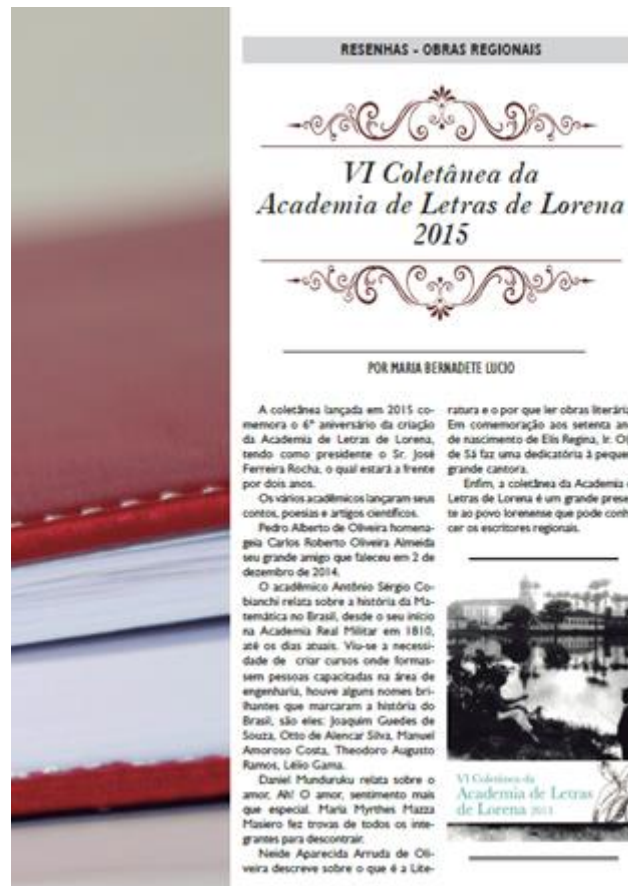 RESENHAS - OBRAS REGIONAIS
VI Coletânea da
Academia de Letras de Lorena
2015
POR MARIA BERNADETE LUCIO
A coletânea lançada em 2015 co-
memora o 6º aniversário da criação
da Academia de Letras de Lorena,
tendo como presidente o Sr. José
Ferreira Rocha, o qual estará a frente
por dois anos.
Os vários acadêmicos lançaram seus
contos, poesias e artigos científicos.
Pedro Alberto de Oliveira homena-
geia Carlos Roberto Oliveira Almeida
seu grande amigo que faleceu em 2 de
dezembro de 2014.
O acadêmico Antônio Sérgio Co-
bianchi relata sobre a história da Ma-
temática no Brasil, desde o seu início
na Academia Real Militar em 1810,
até os dias atuais. Viu-se a necessi-
dade de criar cursos onde formas-
sem pessoas capacitadas na área de
engenharia, houve alguns nomes bri-
lhantes que marcaram a história do
Brasil, são eles: Joaquim Guedes de
Souza, Otto de Alencar Silva, Manuel
Amoroso Costa, Theodoro Augusto
Ramos, Lélio Gama.
Daniel Munduruku relata sobre o
amor, Ah! O amor, sentimento mais
que especial. Maria Myrthes Mazza
Masiero fez trovas de todos os inte-
grantes para descontrair.
Neide Aparecida Arruda de Oli-
veira descreve sobre o que é a Lite-
ratura e o por que ler obras literária
Em comemoração aos setenta an
de nascimento de Elis Regina, Ir. Ol
de Sá faz uma dedicatória à peque
grande cantora.
Enfim, a coletânea da Academia
Letras de Lorena é um grande prese
te ao povo lorenense que pode conh
cer os escritores regionais.
VI Coletânea da
Academia de Letras
de Lorena